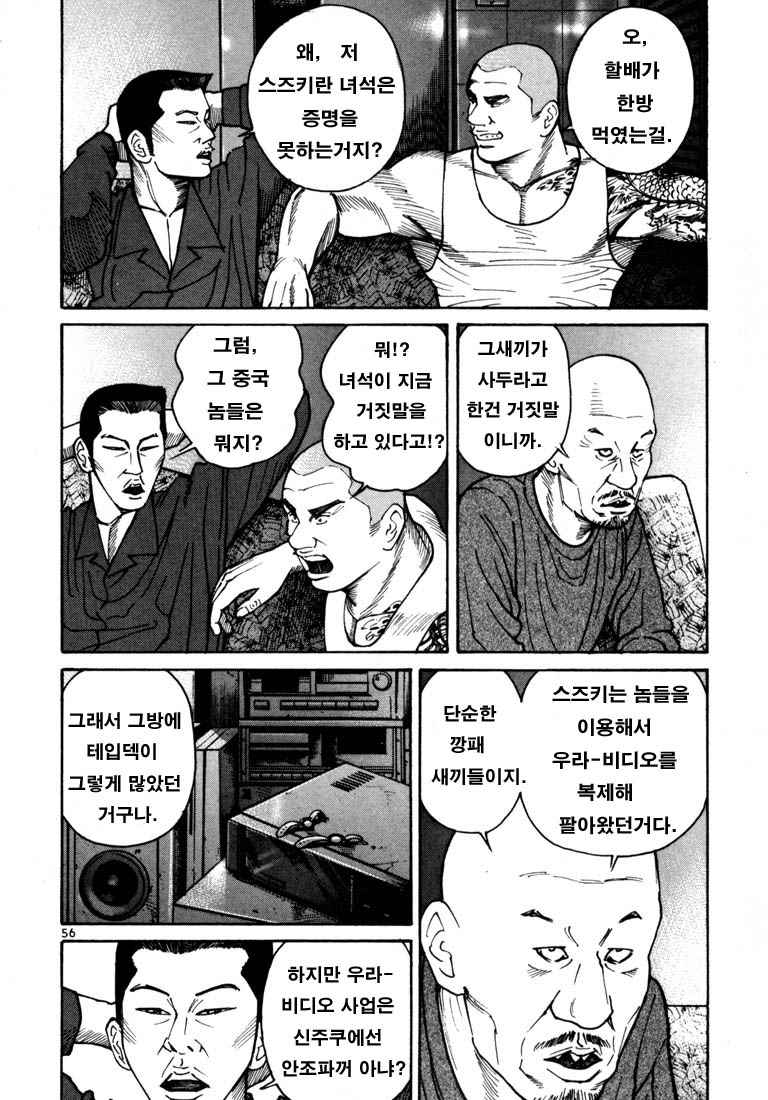 오,
할배가
한방
먹였는걸.
왜, 저
스즈키란 녀석은
증명을
못하는거지?
그새끼가
사두라고
한건 거짓말
이니까.
뭐!?
녀석이 지금
거짓말을
하고 있다고!?
그럼,
그 중국
놈들은
뭐지?
스즈키는 놈들을
이용해서
우라-비디오를
복제해
팔아왔던거다.
단순한
깡패
새끼들이지.
그래서 그방에
테입덱이
그렇게 많았던
거구나.
56
하지만 우라-
비디오 사업은
신주쿠에선
안조파꺼 아냐?